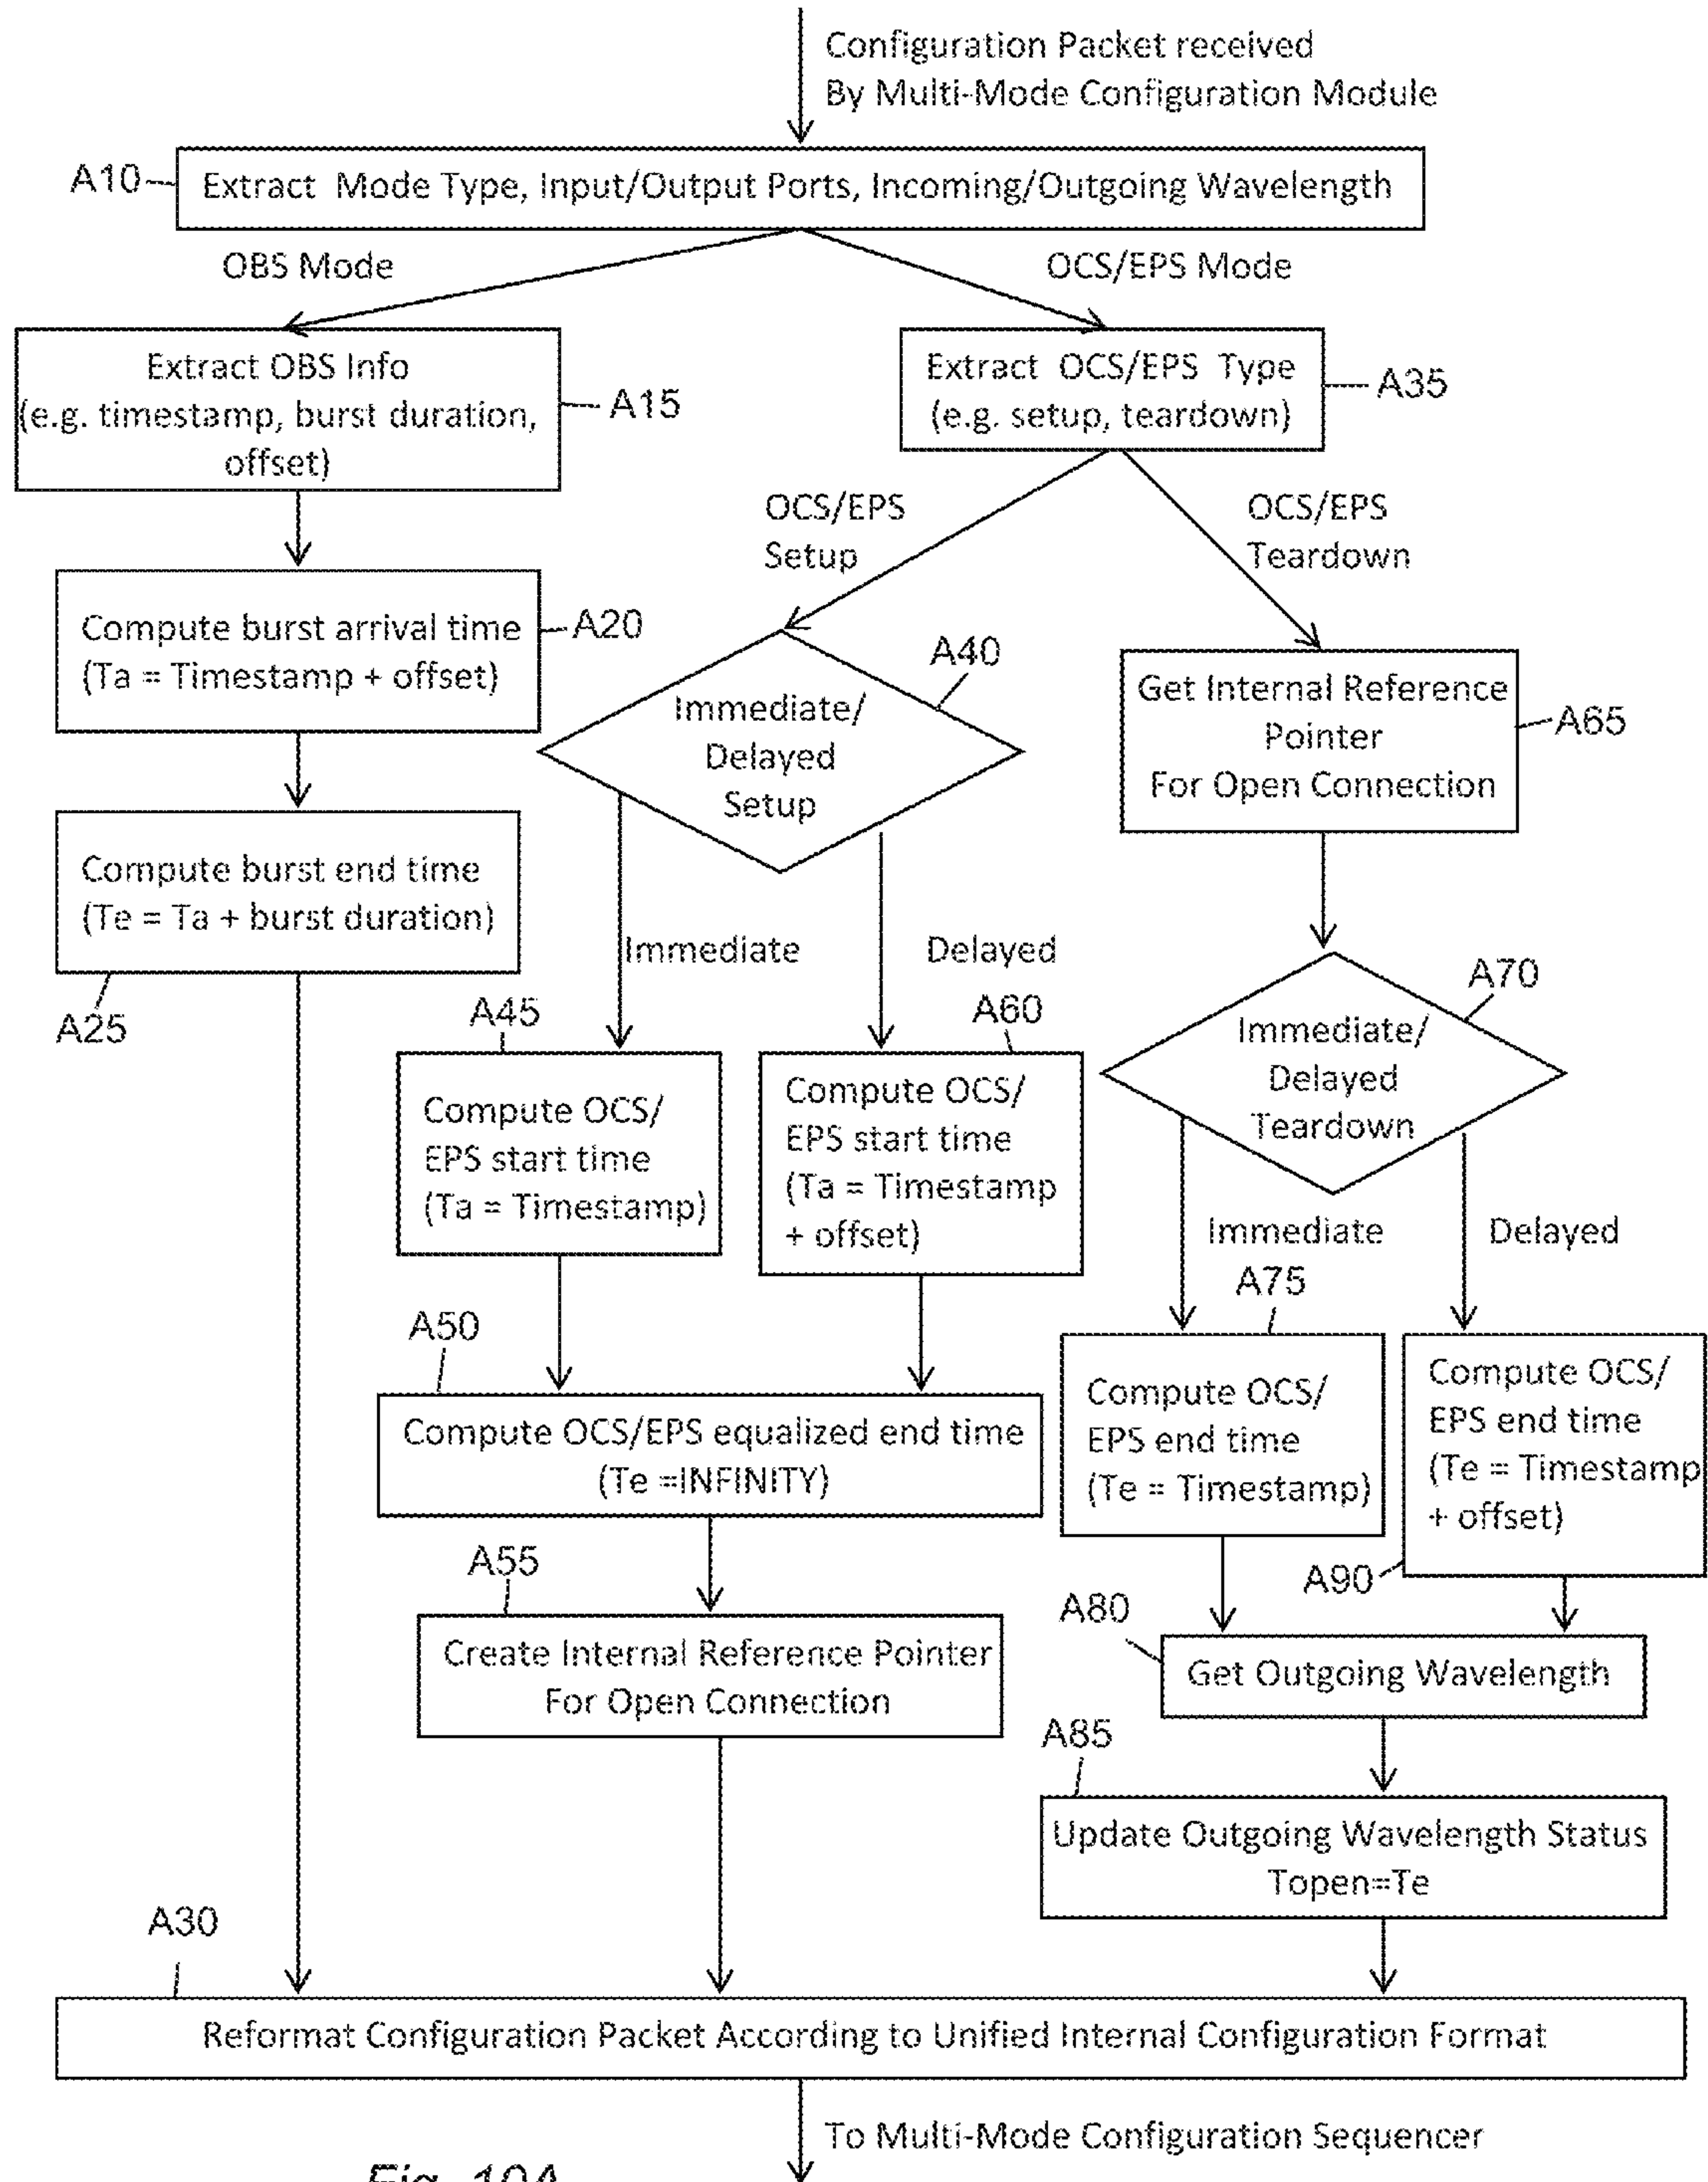 Configuration Packet received
By Multi-Mode Configuration Module
A10
Extract Mode Type, Input/Output Ports, Incoming/Outgoing Wavelength
OBS Mode
OCS/EPS Mode
Extract OBS Info
(e.g. timestamp, burst duration,
offset)
A15
Extract OCS/EPS Type
(e.g. setup, teardown)
A35
OCS/EPS
Setup
OCS/EPS
Teardown
Compute burst arrival time
(Ta = Timestamp + offset)
A20
Immediate/
Delayed
Setup
A40
Get Internal Reference
Pointer
For Open Connection
A65
Compute burst end time
(Te = Ta + burst duration)
A25
Immediate
Delayed
A45
A60
A70
Immediate/
Delayed
Teardown
Compute OCS/
EPS start time
(Ta = Timestamp)
Compute OCS/
EPS start time
(Ta = Timestamp
+ offset)
Immediate
Delayed
A75
A50
Compute OCS/EPS equalized end time
(Te =INFINITY)
Compute OCS/
EPS end time
(Te = Timestamp)
Compute OCS/
EPS end time
(Te = Timestamp
+ offset)
A90
A55
Create Internal Reference Pointer
For Open Connection
A80
Get Outgoing Wavelength
A85
Update Outgoing Wavelength Status
Topen=Te
A30
Reformat Configuration Packet According to Unified Internal Configuration Format
To Multi-Mode Configuration Sequencer
Fig. 10A